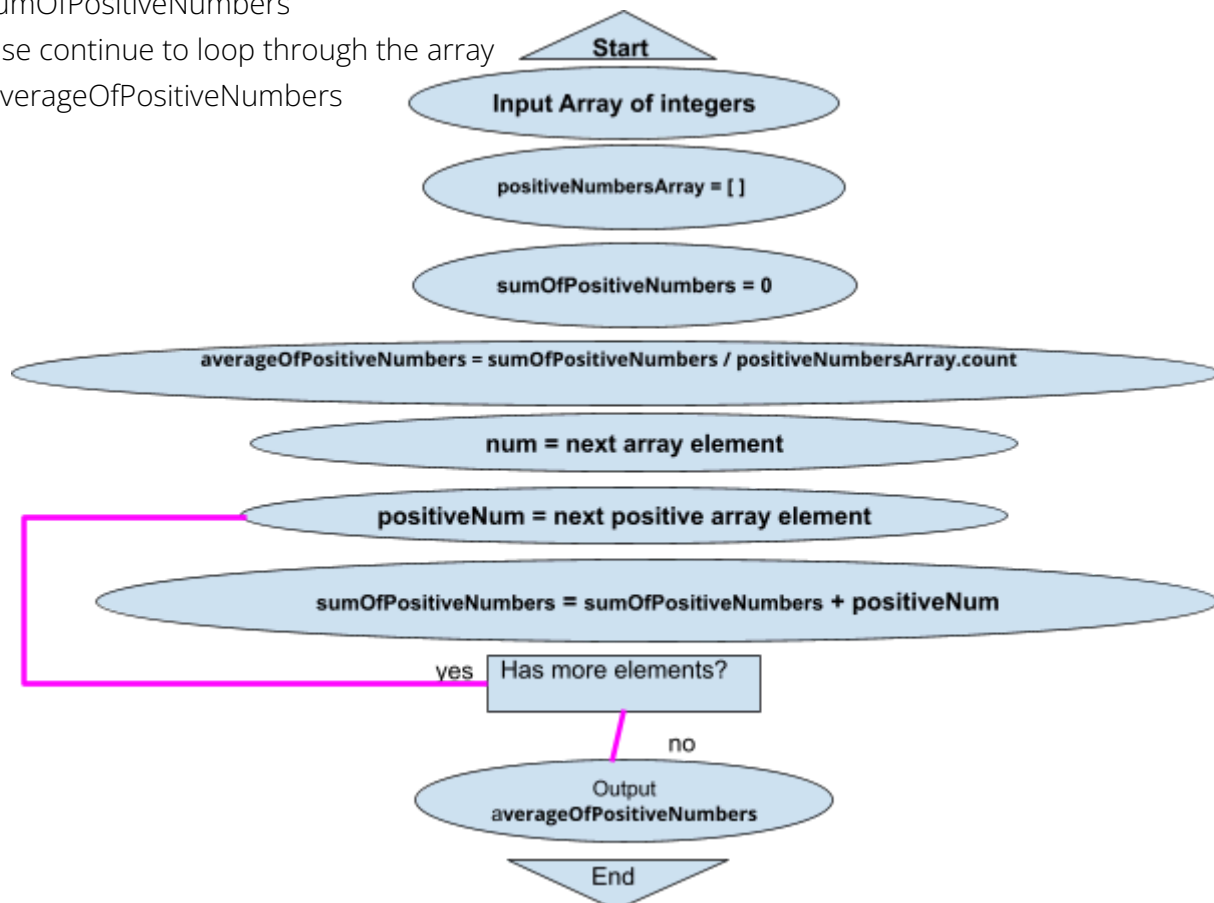 sumOfPositiveNumbers
se continue to loop through the array
verageOfPositiveNumbers
Start
Input Array of integers
positiveNumbersArray = [ ]
sumOfPositiveNumbers = 0
averageOfPositiveNumbers = sumOfPositiveNumbers / positiveNumbersArray.count
num = next array element
positiveNum = next positive array element
sumOfPositiveNumbers = sumOfPositiveNumbers + positiveNum
yes
Has more elements?
no
Output
averageOfPositiveNumbers
End